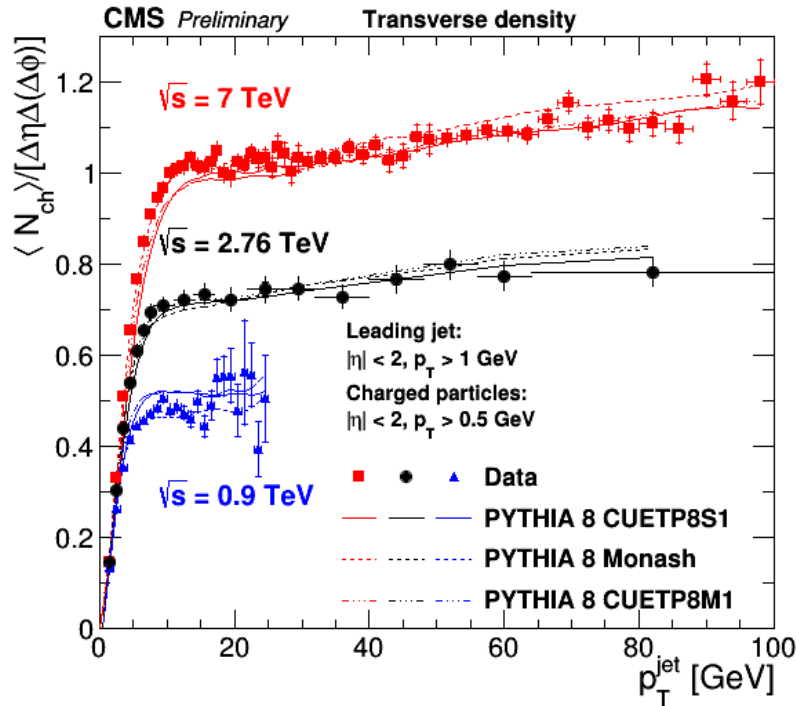 CMS Preliminary Transverse density
⟨ N_ch ⟩/[ΔηΔ(Δϕ)]
1.2
1
0.8
0.6
0.4
0.2
0
√s = 7 TeV
√s = 2.76 TeV
√s = 0.9 TeV
Leading jet:
|η| < 2, p_T > 1 GeV
Charged particles:
|η| < 2, p_T > 0.5 GeV
Data
PYTHIA 8 CUETP8S1
PYTHIA 8 Monash
PYTHIA 8 CUETP8M1
0 20 40 60 80 100
p_T^jet [GeV]